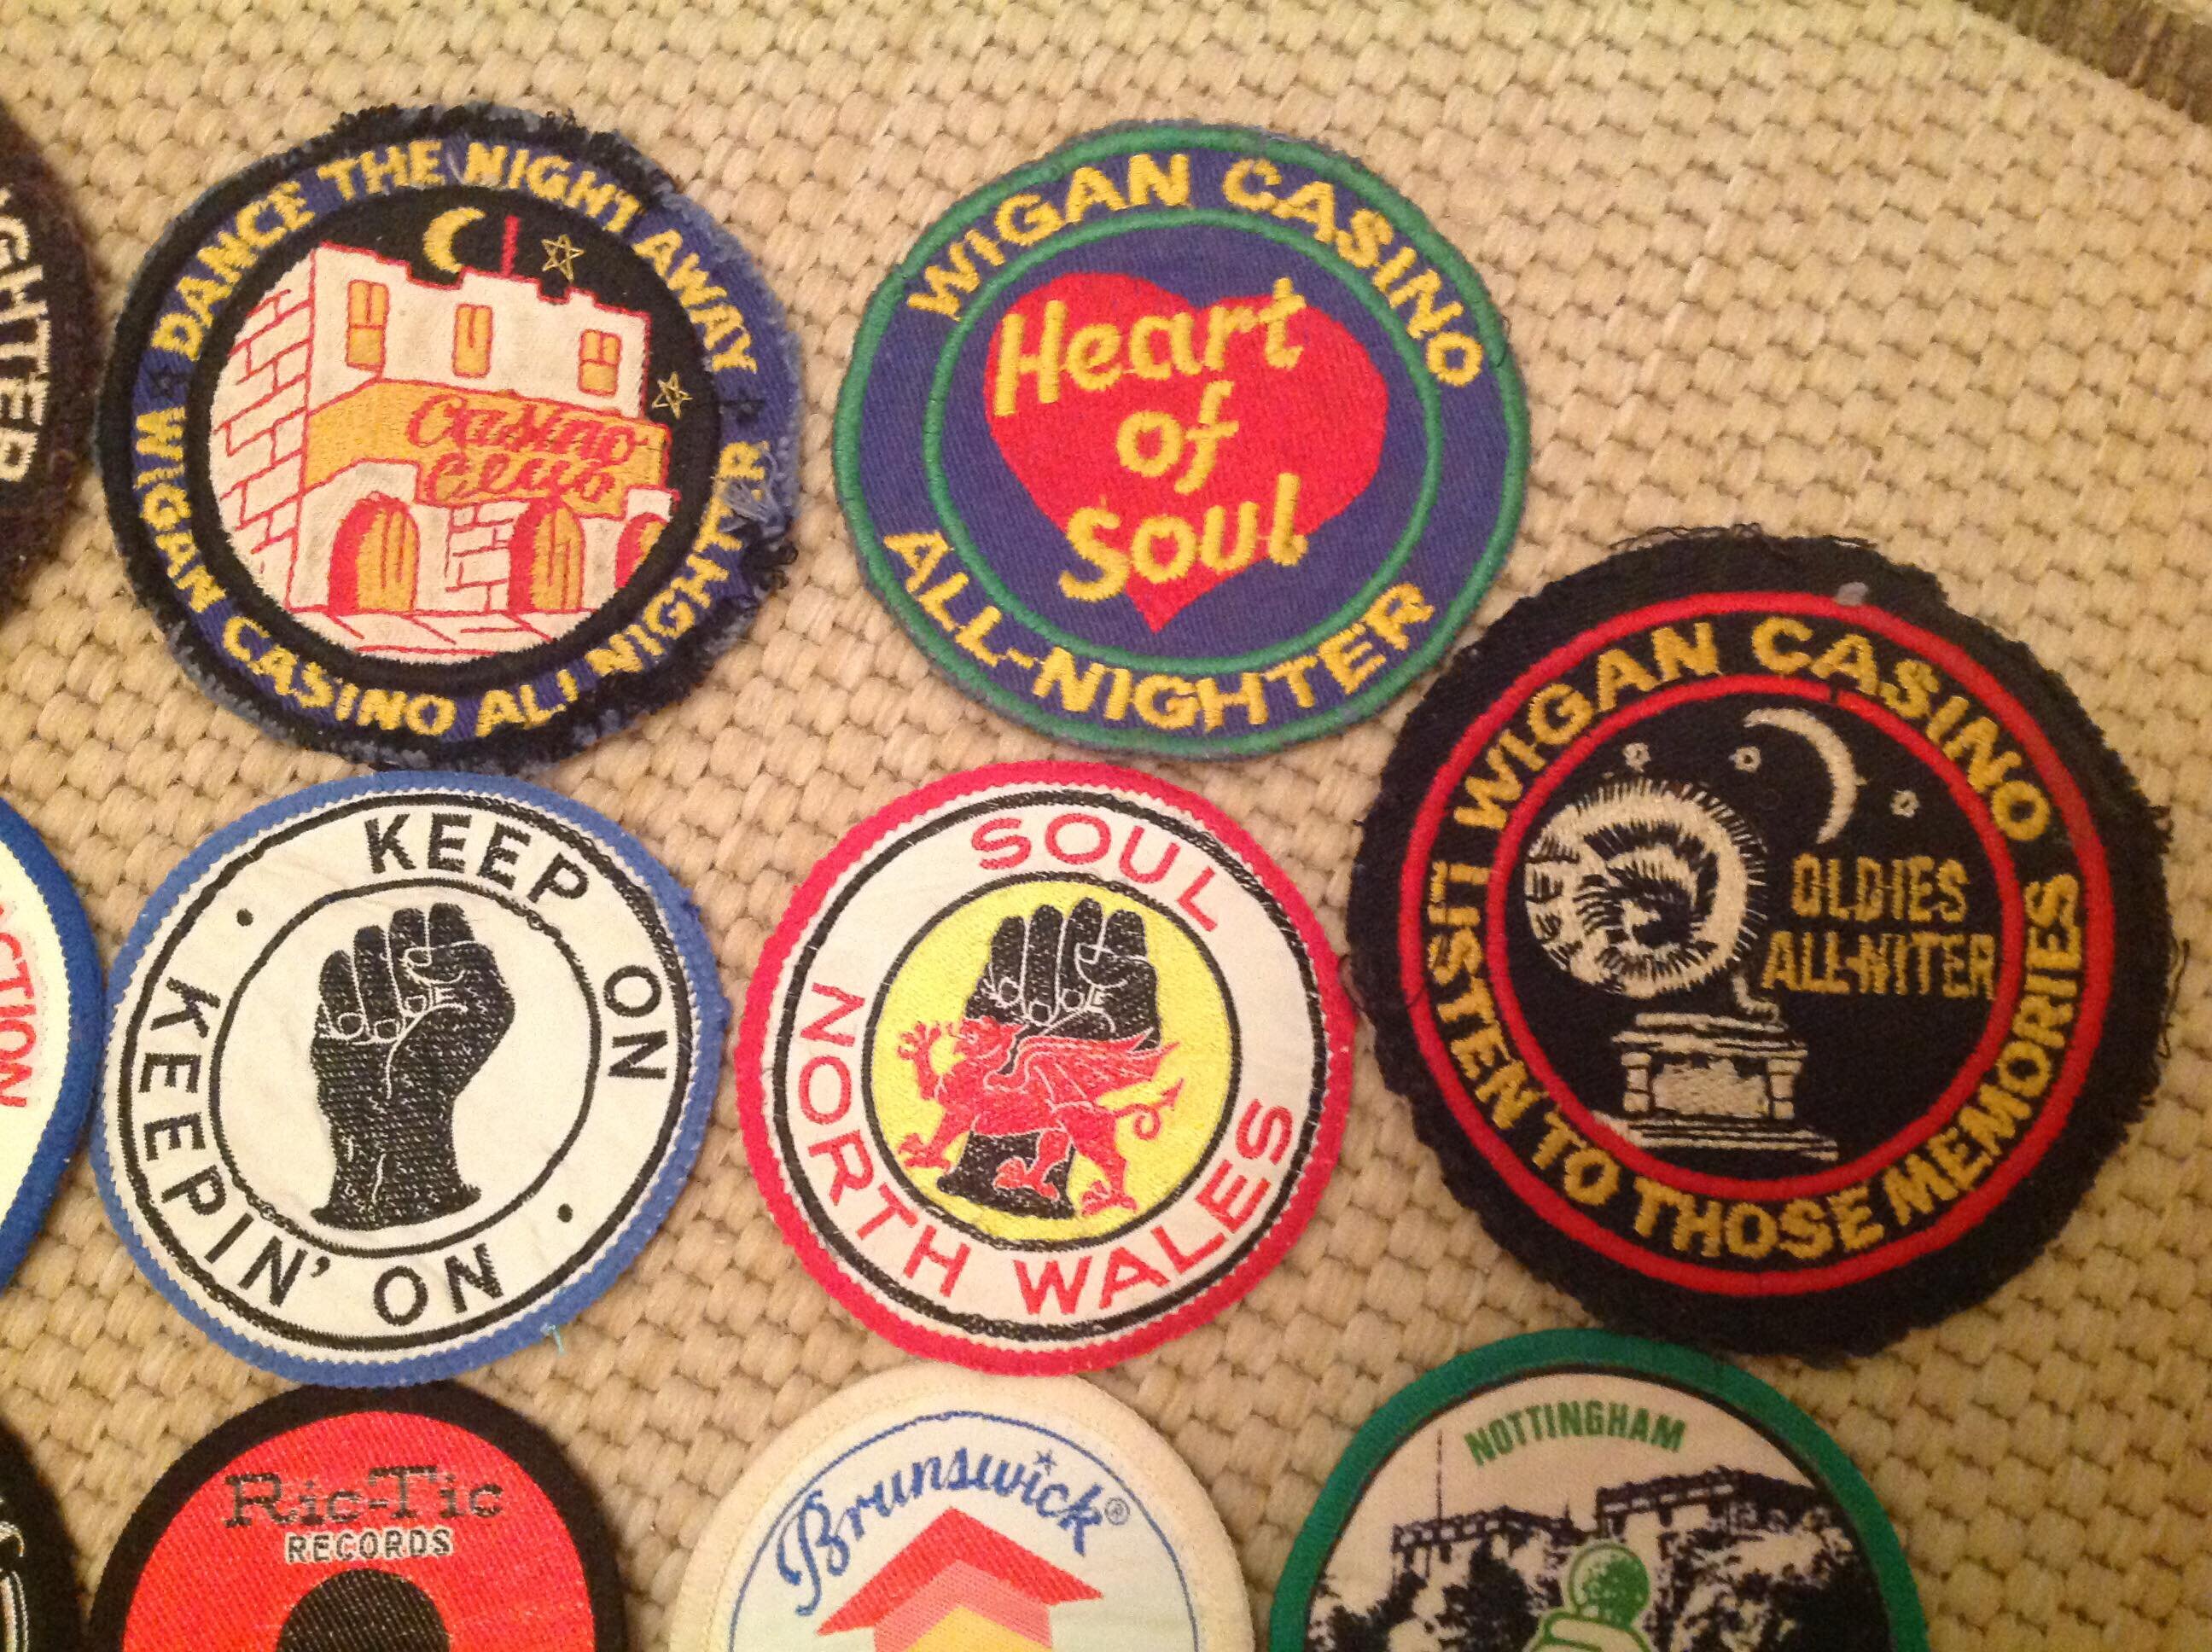 DANCE THE NIGHT AWAY
Casino
WIGAN CASINO ALL NIGHTER
WIGAN CASINO
Heart
of
Soul
ALL-NIGHTER
WIGAN CASINO
OLDIES
ALL-NITER
LISTEN TO THOSE MEMORIES
KEEP ON
KEEPIN' ON
SOUL
NORTH WALES
Ric-Tic
RECORDS
Brunswick®
NOTTINGHAM